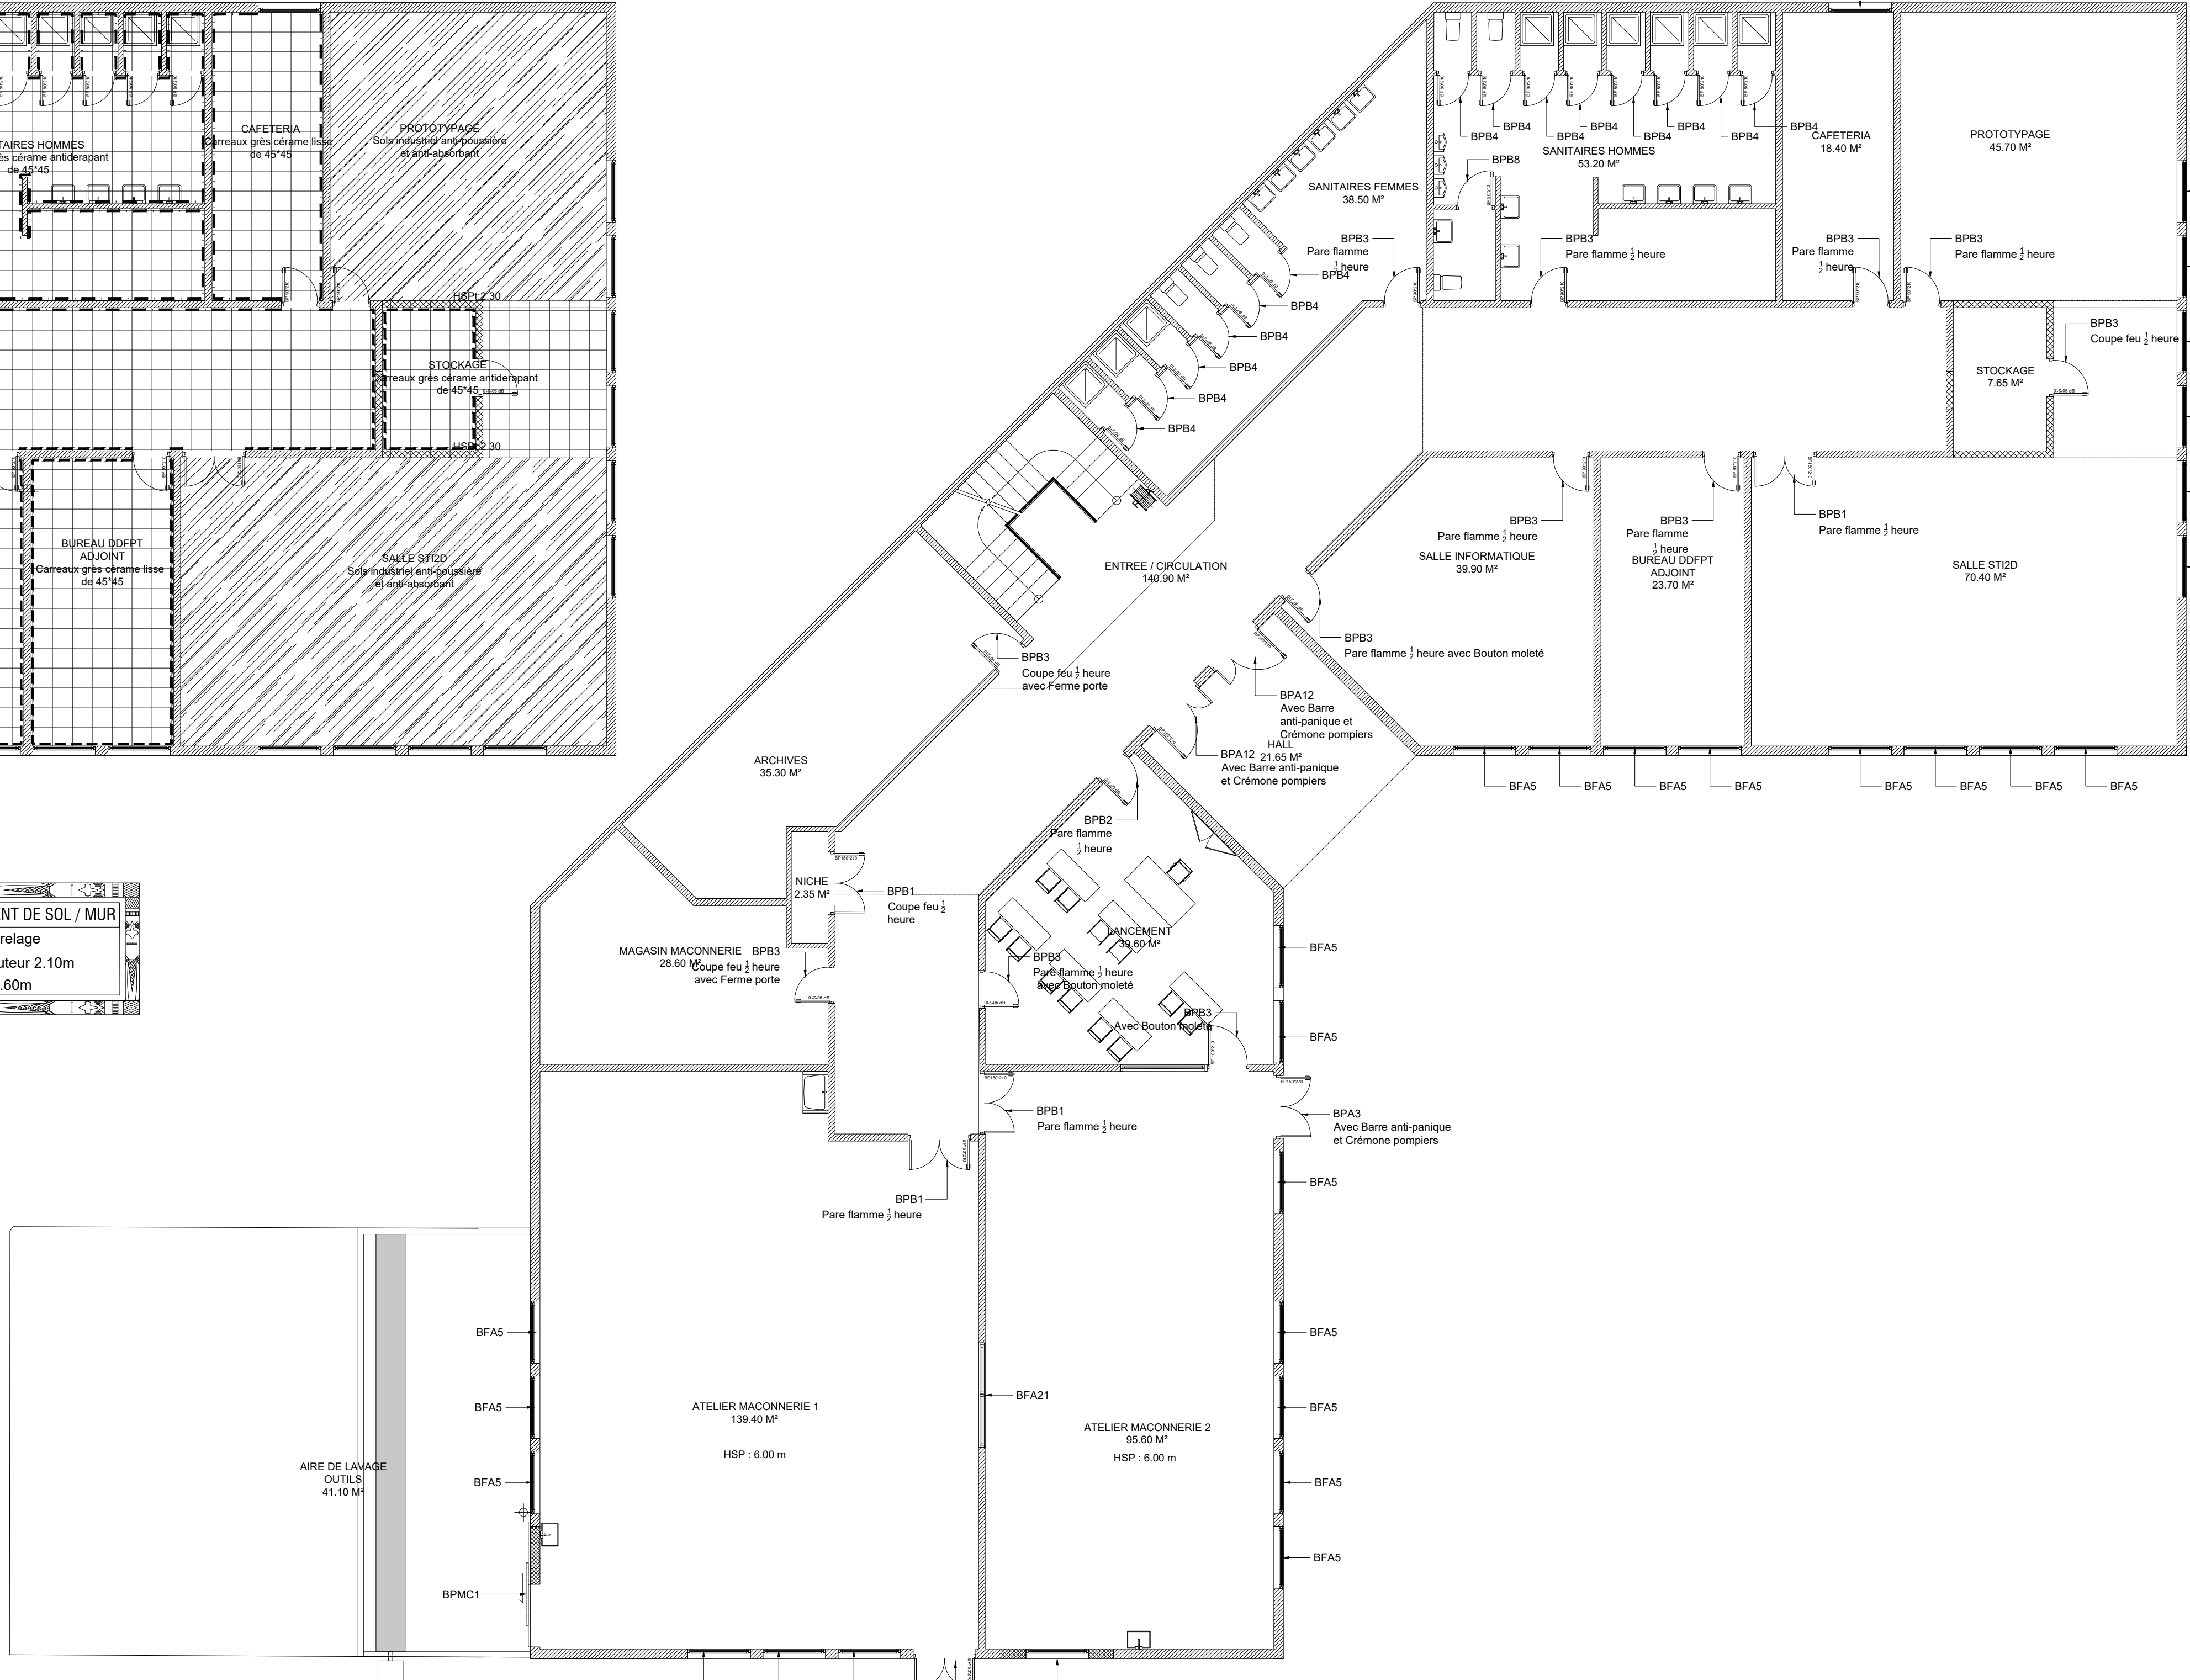 TAIRES HOMMES
ès cérame antiderapant
de 45*45
CAFETERIA
Carreaux grès cérame lisse
de 45*45
PROTOTYPAGE
Sols industriel anti-poussière
et anti-absorbant
HSP: 2.30
STOCKAGE
Carreaux grès cérame antiderapant
de 45*45
HSP: 2.30
BUREAU DDFPT
ADJOINT
Carreaux grès cérame lisse
de 45*45
SALLE STI2D
Sols industriel anti-poussière
et anti-absorbant
ENT DE SOL / MUR
relage
uteur 2.10m
.60m
BPB4
BPB4
BPB4
BPB4
BPB4
BPB4
BPB4
BPB4
SANITAIRES HOMMES
53.20 M²
CAFETERIA
18.40 M²
PROTOTYPAGE
45.70 M²
BPB8
SANITAIRES FEMMES
38.50 M²
BPB3
Pare flamme
½ heure
BPB3
Pare flamme ½ heure
BPB3
Pare flamme
½ heure
BPB3
Pare flamme ½ heure
BPB4
BPB4
BPB4
BPB4
BPB4
BPB4
BPB3
Coupe feu ½ heure
STOCKAGE
7.65 M²
BPB3
Pare flamme ½ heure
SALLE INFORMATIQUE
39.90 M²
BPB3
Pare flamme
½ heure
BUREAU DDFPT
ADJOINT
23.70 M²
BPB1
Pare flamme ½ heure
SALLE STI2D
70.40 M²
ENTREE / CIRCULATION
140.90 M²
BPB3
Pare flamme ½ heure avec Bouton moleté
BPB3
Coupe feu ½ heure
avec Ferme porte
BPA12
Avec Barre
anti-panique et
Crémone pompiers
HALL
21.65 M²
BPA12
Avec Barre anti-panique
et Crémone pompiers
BFA5
BFA5
BFA5
BFA5
BFA5
BFA5
BFA5
BFA5
ARCHIVES
35.30 M²
BPB2
Pare flamme
½ heure
NICHE
2.35 M²
BP150*210
BPB1
Coupe feu ½
heure
MAGASIN MACONNERIE
28.60 M²
BPB3
Coupe feu ½ heure
avec Ferme porte
LANCEMENT
39.60 M²
BPB3
Pare flamme ½ heure
avec Bouton moleté
BPB3
Avec Bouton moleté
BFA5
BFA5
BP150*210
BPB1
Pare flamme ½ heure
BP150*270
BPA3
Avec Barre anti-panique
et Crémone pompiers
BPB1
Pare flamme ½ heure
BFA5
BFA5
BFA5
BFA5
BFA5
BFA5
BFA5
BFA5
BFA21
ATELIER MACONNERIE 1
139.40 M²
HSP : 6.00 m
ATELIER MACONNERIE 2
95.60 M²
HSP : 6.00 m
AIRE DE LAVAGE
OUTILS
41.10 M²
BPMC1